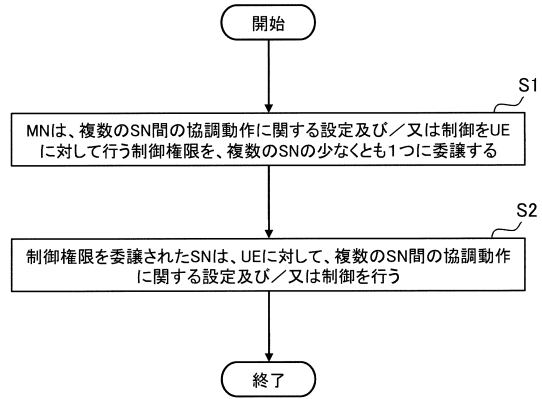 開始
S1
MNは、複数のSN間の協調動作に関する設定及び/又は制御をUE
に対して行う制御権限を、複数のSNの少なくとも1つに委譲する
S2
制御権限を委譲されたSNは、UEに対して、複数のSN間の協調動作
に関する設定及び/又は制御を行う
終了